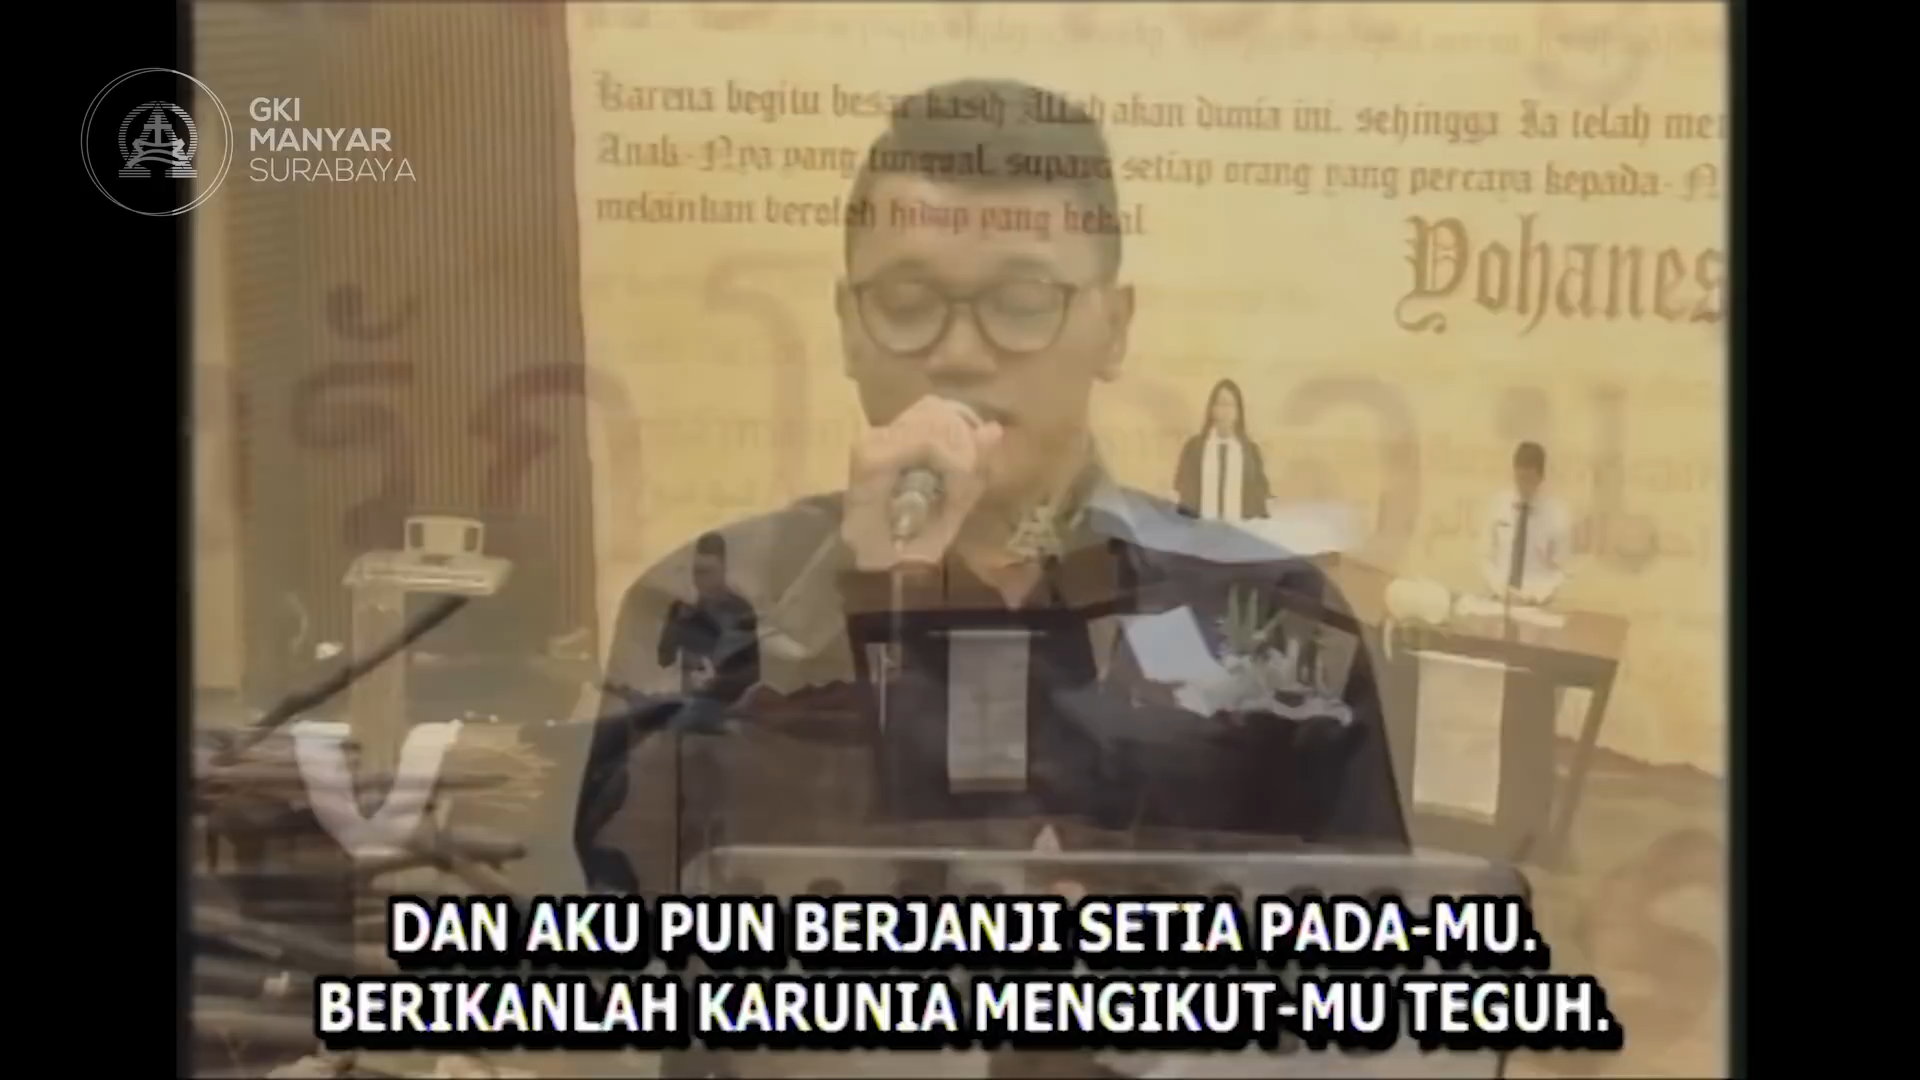 GKI
MANYAR
SURABAYA
Karena begitu besar kasih Allah akan dunia ini, sehingga Ia telah me
Anak-Nya yang tunggal, supaya setiap orang yang percaya kepada-N
melainkan beroleh hidup yang kekal
Yohanes
DAN AKU PUN BERJANJI SETIA PADA-MU.
BERIKANLAH KARUNIA MENGIKUT-MU TEGUH.